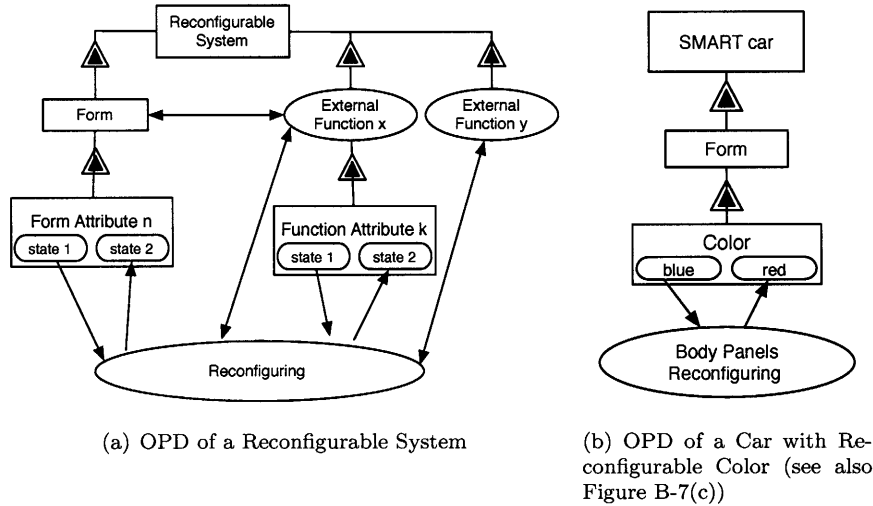 Reconfigurable
System
Form
External
Function x
External
Function y
Form Attribute n
state 1
state 2
Function Attribute k
state 1
state 2
Reconfiguring
(a) OPD of a Reconfigurable System
SMART car
Form
Color
blue
red
Body Panels
Reconfiguring
(b) OPD of a Car with Re-
configurable Color (see also
Figure B-7(c))